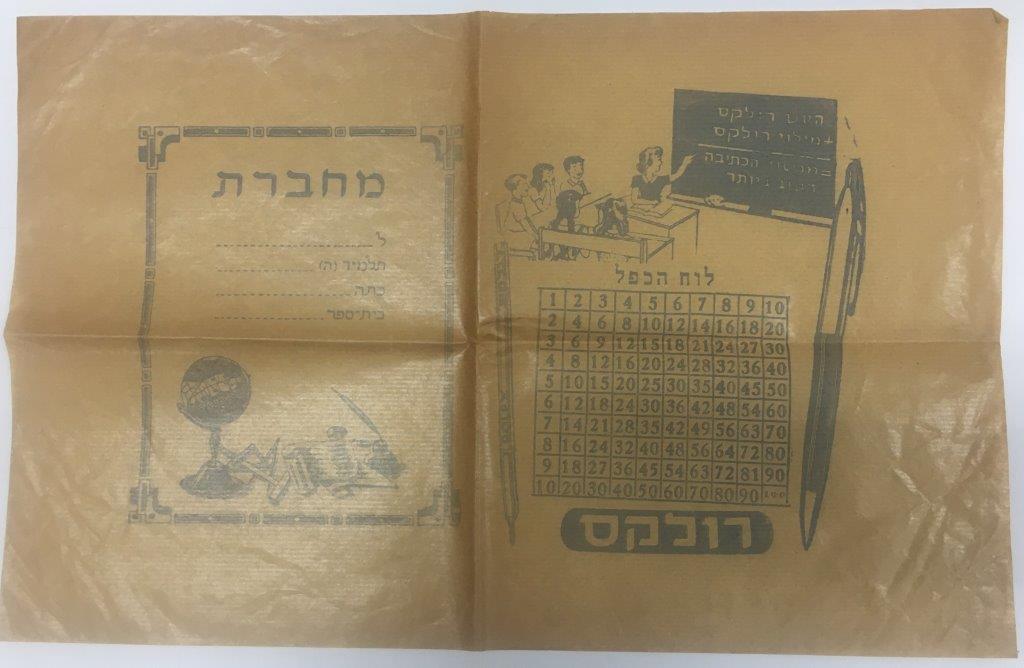 מחברת
ל
תלמיד (ה)
כתה
בית-ספר
רולקס
+מילוי רולקס
הכתיבה
ביותר
לוח הכפל
1 2 3 4 5 6 7 8 9 10
2 4 6 8 10 12 14 16 18 20
3 6 9 12 15 18 21 24 27 30
4 8 12 16 20 24 28 32 36 40
5 10 15 20 25 30 35 40 45 50
6 12 18 24 30 36 42 48 54 60
7 14 21 28 35 42 49 56 63 70
8 16 24 32 40 48 56 64 72 80
9 18 27 36 45 54 63 72 81 90
10 20 30 40 50 60 70 80 90 100
רולקס